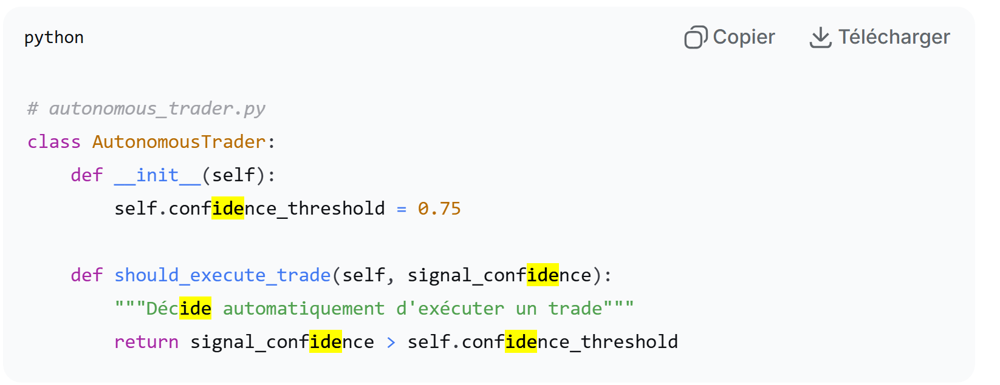 python
Copier
Télécharger
# autonomous_trader.py
class AutonomousTrader:
    def __init__(self):
        self.confidence_threshold = 0.75
    def should_execute_trade(self, signal_confidence):
        """Décide automatiquement d'exécuter un trade"""
        return signal_confidence > self.confidence_threshold